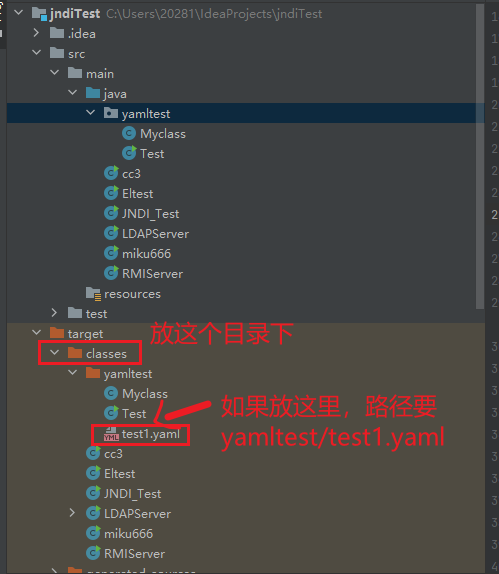 jndiTest C:\Users\20281\IdeaProjects\jndiTest
.idea
src
main
java
yamltest
Myclass
Test
cc3
Eltest
JNDI_Test
LDAPServer
miku666
RMIServer
resources
test
target
放这个目录下
classes
yamltest
Myclass
如果放这里，路径要
Test
yamltest/test1.yaml
test1.yaml
cc3
Eltest
JNDI_Test
LDAPServer
miku666
RMIServer